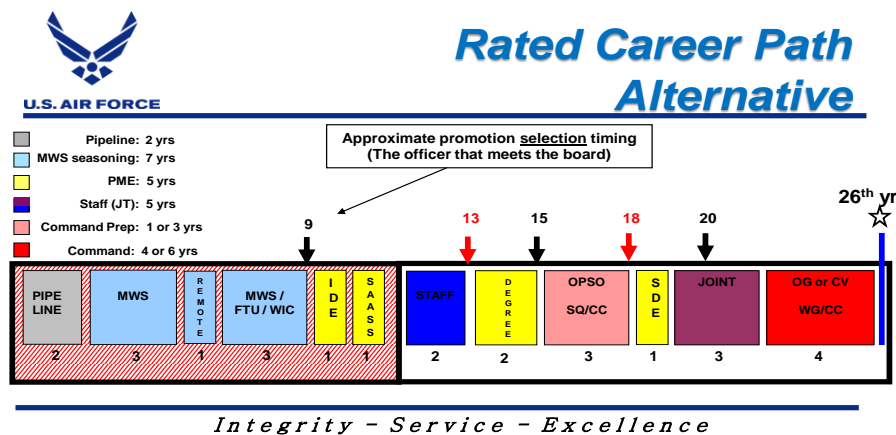 Rated Career Path
Alternative
U.S. AIR FORCE
Pipeline: 2 yrs
MWS seasoning: 7 yrs
PME: 5 yrs
Staff (JT): 5 yrs
Command Prep: 1 or 3 yrs
Command: 4 or 6 yrs
Approximate promotion selection timing
(The officer that meets the board)
9
13
15
18
20
26th yr
PIPE
LINE
2
MWS
3
REMOTE
1
MWS /
FTU / WIC
3
IDE
1
SAASS
1
STAFF
2
DEGREE
2
OPSO
SQ/CC
3
SDE
1
JOINT
3
OG or CV
WG/CC
4
Integrity - Service - Excellence